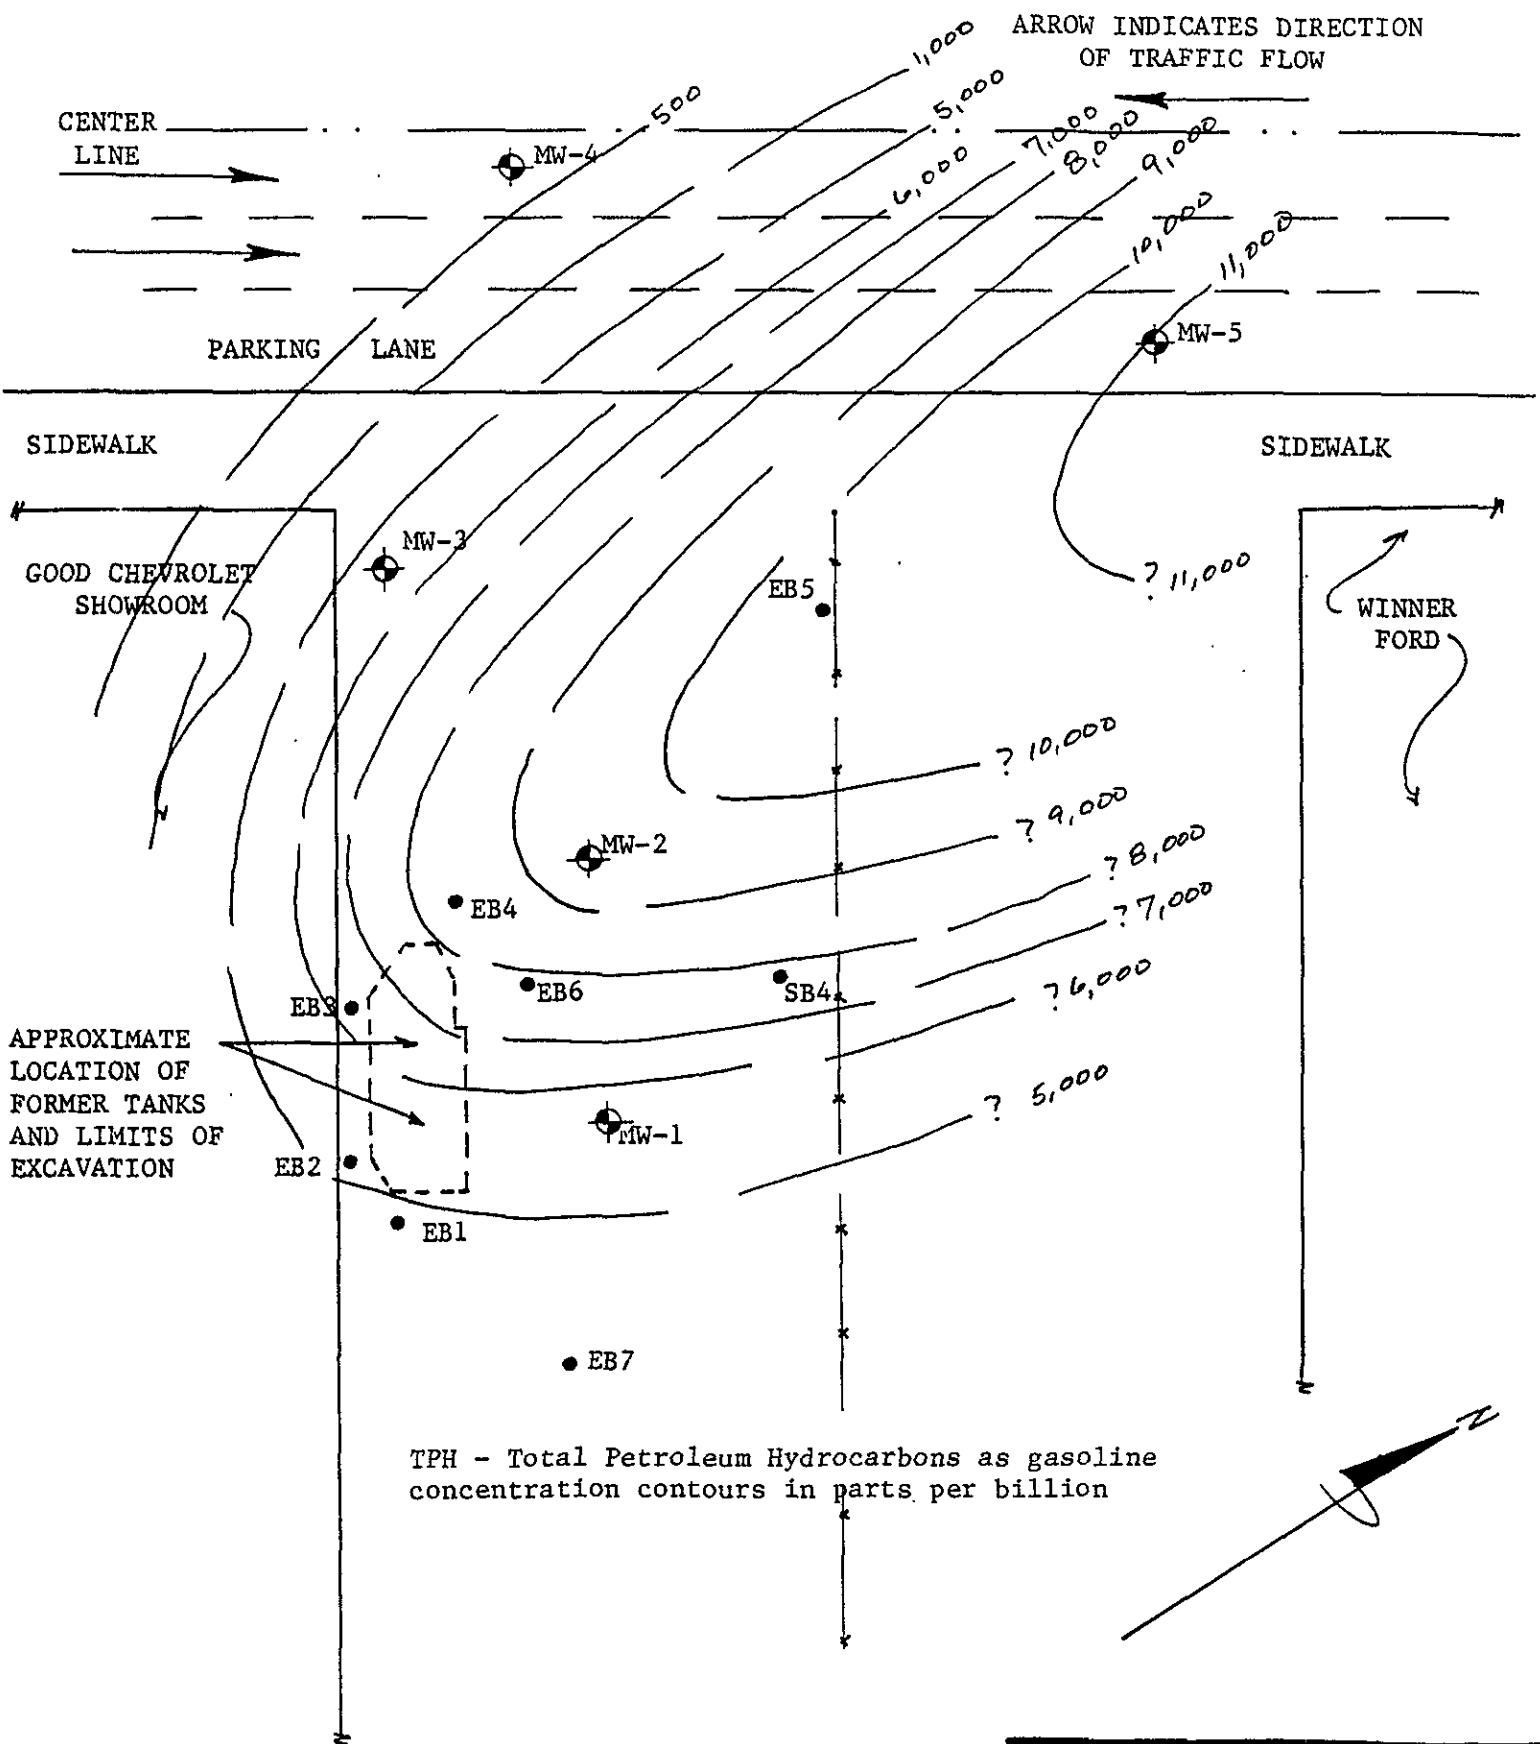 ARROW INDICATES DIRECTION
OF TRAFFIC FLOW
1,000
500
5,000
7,000
8,000
9,000
6,000
10,000
11,000
CENTER
LINE
MW-4
MW-5
PARKING LANE
SIDEWALK
SIDEWALK
MW-3
GOOD CHEVROLET
SHOWROOM
EB5
? 11,000
WINNER
FORD
? 10,000
? 9,000
? 8,000
? 7,000
? 6,000
? 5,000
MW-2
EB4
EB6
SB4
EB3
APPROXIMATE
LOCATION OF
FORMER TANKS
AND LIMITS OF
EXCAVATION
MW-1
EB2
EB1
EB7
TPH - Total Petroleum Hydrocarbons as gasoline
concentration contours in parts per billion
N